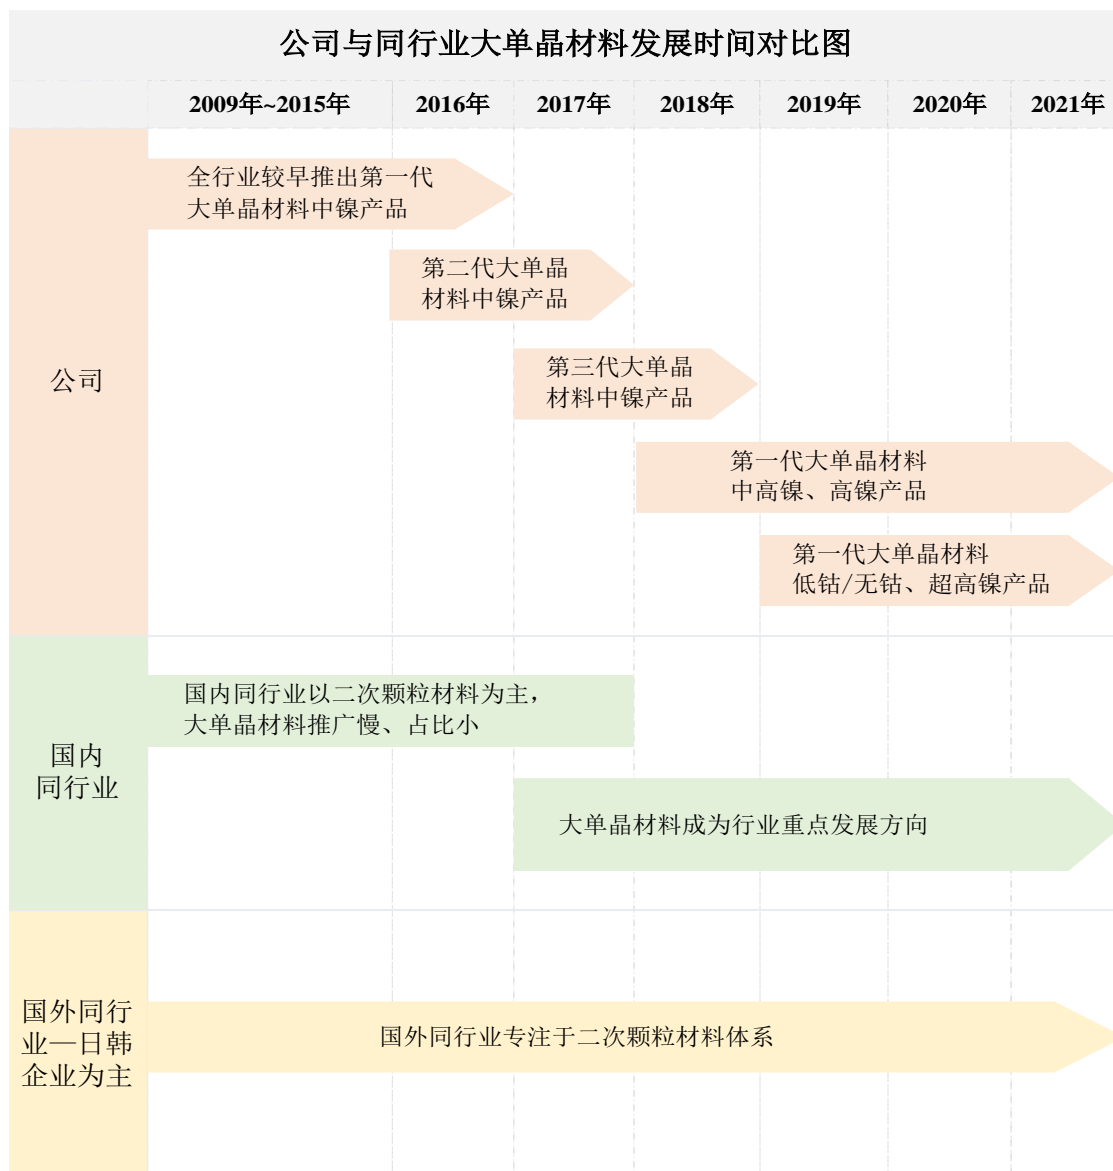 公司与同行业大单晶材料发展时间对比图
2009年~2015年 2016年 2017年 2018年 2019年 2020年 2021年
公司
全行业较早推出第一代
大单晶材料中镍产品
第二代大单晶
材料中镍产品
第三代大单晶
材料中镍产品
第一代大单晶材料
中高镍、高镍产品
第一代大单晶材料
低钴/无钴、超高镍产品
国内
同行业
国内同行业以二次颗粒材料为主，
大单晶材料推广慢、占比小
大单晶材料成为行业重点发展方向
国外同行
业—日韩
企业为主
国外同行业专注于二次颗粒材料体系